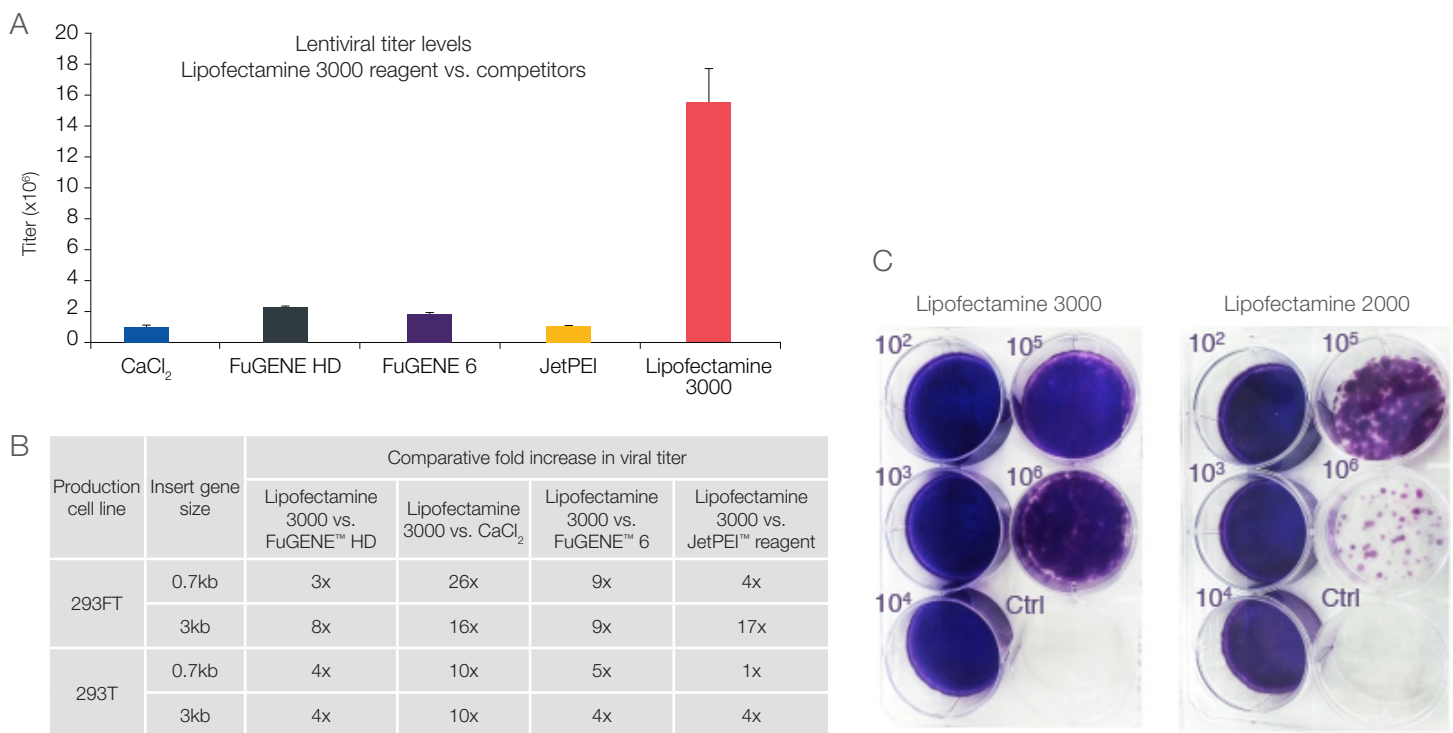 A
Lentiviral titer levels
Lipofectamine 3000 reagent vs. competitors
Titer (x10⁶)
20
18
16
14
12
10
8
6
4
2
0
CaCl₂
FuGENE HD
FuGENE 6
JetPEI
Lipofectamine
3000
B
Production
cell line
Insert gene
size
Comparative fold increase in viral titer
Lipofectamine
3000 vs.
FuGENE™ HD
Lipofectamine
3000 vs. CaCl₂
Lipofectamine
3000 vs.
FuGENE™ 6
Lipofectamine
3000 vs.
JetPEI™ reagent
293FT
0.7kb
3x
26x
9x
4x
3kb
8x
16x
9x
17x
293T
0.7kb
4x
10x
5x
1x
3kb
4x
10x
4x
4x
C
Lipofectamine 3000
10²
10⁵
10³
10⁶
10⁴
Ctrl
Lipofectamine 2000
10²
10⁵
10³
10⁶
10⁴
Ctrl